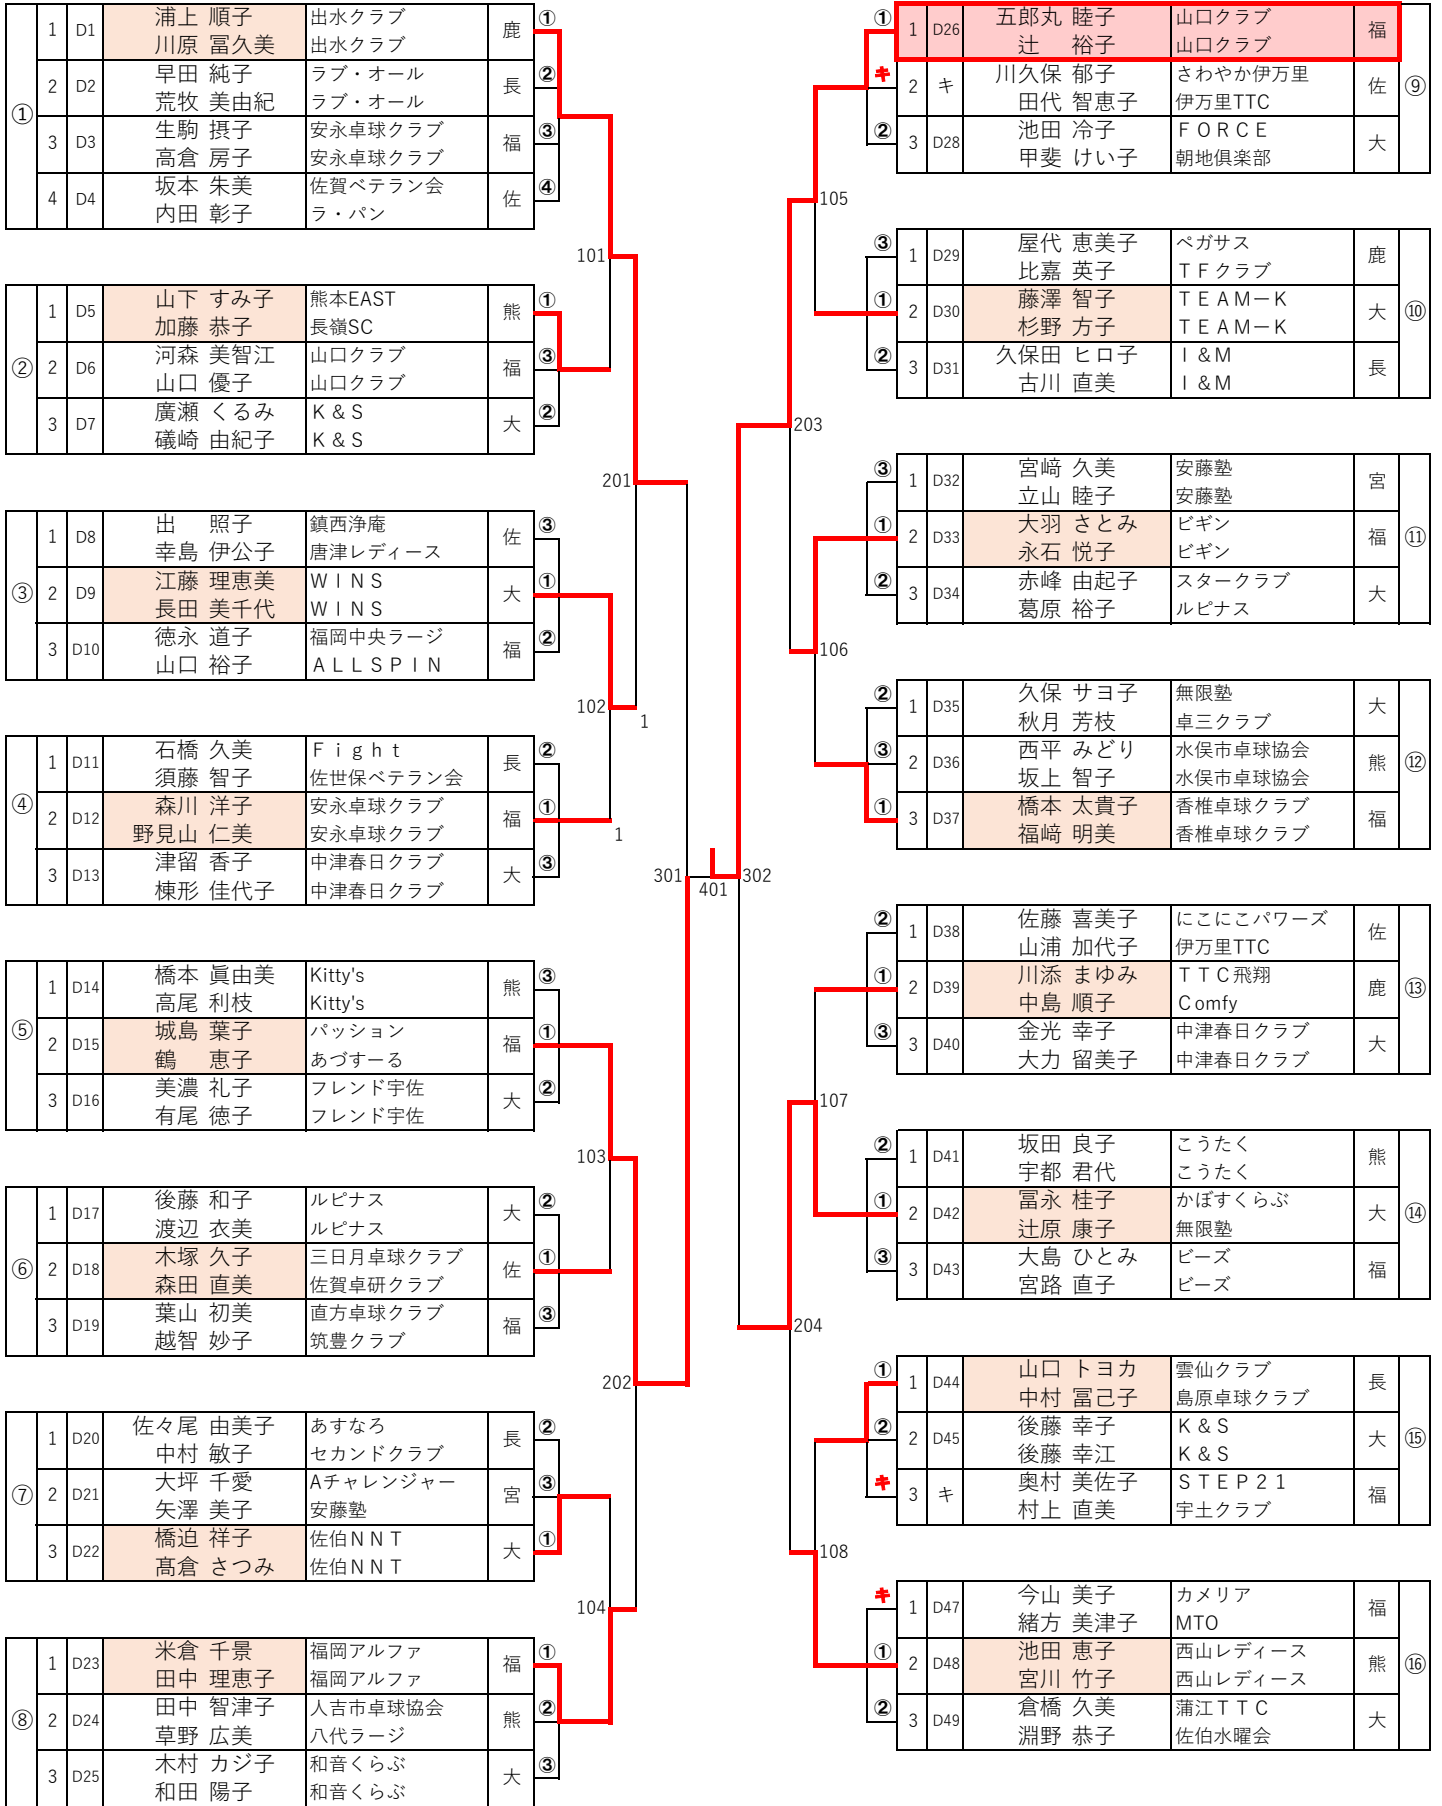 ①
1 D1 浦上 順子 出水クラブ 鹿 ①
川原 冨久美 出水クラブ
2 D2 早田 純子 ラブ・オール 長 ②
荒牧 美由紀 ラブ・オール
3 D3 生駒 摂子 安永卓球クラブ 福 ③
高倉 房子 安永卓球クラブ
4 D4 坂本 朱美 佐賀ベテラン会 佐 ④
内田 彰子 ラ・パン
101
②
1 D5 山下 すみ子 熊本EAST 熊 ①
加藤 恭子 長嶺SC
2 D6 河森 美智江 山口クラブ 福 ③
山口 優子 山口クラブ
3 D7 廣瀬 くるみ K&S 大 ②
礒崎 由紀子 K&S
201
③
1 D8 出 照子 鎮西浄庵 佐 ③
幸島 伊公子 唐津レディース
2 D9 江藤 理恵美 WINS 大 ①
長田 美千代 WINS
3 D10 徳永 道子 福岡中央ラージ 福 ②
山口 裕子 ALLSPIN
102
1
④
1 D11 石橋 久美 Fight 長 ②
須藤 智子 佐世保ベテラン会
2 D12 森川 洋子 安永卓球クラブ 福 ①
野見山 仁美 安永卓球クラブ
1
3 D13 津留 香子 中津春日クラブ 大 ③
棟形 佳代子 中津春日クラブ
301
401
302
⑤
1 D14 橋本 眞由美 Kitty's 熊 ③
高尾 利枝 Kitty's
2 D15 城島 葉子 パッション 福 ①
鶴 恵子 あづすーる
3 D16 美濃 礼子 フレンド宇佐 大 ②
有尾 徳子 フレンド宇佐
103
⑥
1 D17 後藤 和子 ルピナス 大 ②
渡辺 衣美 ルピナス
2 D18 木塚 久子 三日月卓球クラブ 佐 ①
森田 直美 佐賀卓研クラブ
3 D19 葉山 初美 直方卓球クラブ 福 ③
越智 妙子 筑豊クラブ
202
⑦
1 D20 佐々尾 由美子 あすなろ 長 ②
中村 敏子 セカンドクラブ
2 D21 大坪 千愛 Aチャレンジャー 宮 ③
矢澤 美子 安藤塾
3 D22 橋迫 祥子 佐伯NNT 大 ①
髙倉 さつみ 佐伯NNT
104
⑧
1 D23 米倉 千景 福岡アルファ 福 ①
田中 理恵子 福岡アルファ
2 D24 田中 智津子 人吉市卓球協会 熊 ②
草野 広美 八代ラージ
3 D25 木村 カジ子 和音くらぶ 大 ③
和田 陽子 和音くらぶ
① 1 D26 五郎丸 睦子 山口クラブ 福
辻 裕子 山口クラブ
キ 2 キ 川久保 郁子 さわやか伊万里 佐 ⑨
田代 智恵子 伊万里TTC
② 3 D28 池田 冷子 FORCE 大
甲斐 けい子 朝地倶楽部
105
③ 1 D29 屋代 恵美子 ペガサス 鹿
比嘉 英子 TFクラブ
① 2 D30 藤澤 智子 TEAM-K 大 ⑩
杉野 方子 TEAM-K
② 3 D31 久保田 ヒロ子 I&M 長
古川 直美 I&M
203
③ 1 D32 宮﨑 久美 安藤塾 宮
立山 睦子 安藤塾
① 2 D33 大羽 さとみ ビギン 福 ⑪
永石 悦子 ビギン
② 3 D34 赤峰 由起子 スタークラブ 大
葛原 裕子 ルピナス
106
② 1 D35 久保 サヨ子 無限塾 大
秋月 芳枝 卓三クラブ
③ 2 D36 西平 みどり 水俣市卓球協会 熊 ⑫
坂上 智子 水俣市卓球協会
① 3 D37 橋本 太貴子 香椎卓球クラブ 福
福﨑 明美 香椎卓球クラブ
② 1 D38 佐藤 喜美子 にこにこパワーズ 佐
山浦 加代子 伊万里TTC
① 2 D39 川添 まゆみ TTC飛翔 鹿 ⑬
中島 順子 Comfy
③ 3 D40 金光 幸子 中津春日クラブ 大
大力 留美子 中津春日クラブ
107
② 1 D41 坂田 良子 こうたく 熊
宇都 君代 こうたく
① 2 D42 冨永 桂子 かぼすくらぶ 大 ⑭
辻原 康子 無限塾
③ 3 D43 大島 ひとみ ビーズ 福
宮路 直子 ビーズ
204
① 1 D44 山口 トヨカ 雲仙クラブ 長
中村 冨己子 島原卓球クラブ
② 2 D45 後藤 幸子 K&S 大 ⑮
後藤 幸江 K&S
キ 3 キ 奥村 美佐子 STEP21 福
村上 直美 宇土クラブ
108
キ 1 D47 今山 美子 カメリア 福
緒方 美津子 MTO
① 2 D48 池田 恵子 西山レディース 熊 ⑯
宮川 竹子 西山レディース
② 3 D49 倉橋 久美 蒲江TTC 大
淵野 恭子 佐伯水曜会